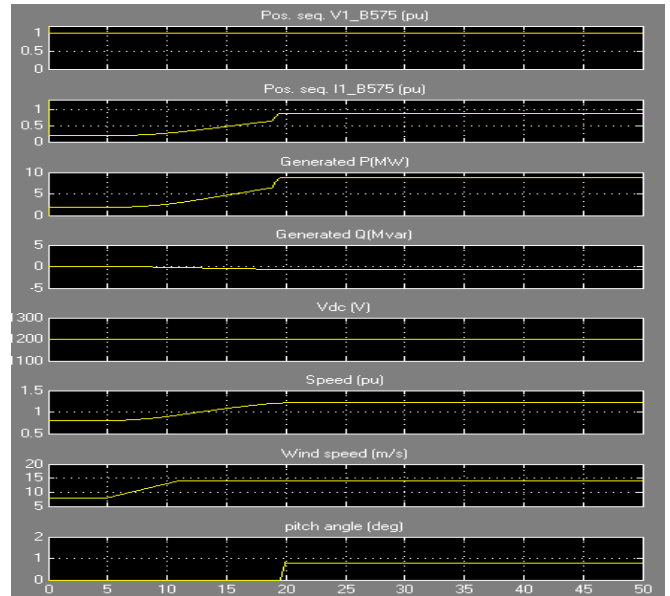 Pos. seq. V1_B575 (pu)
1
0.5
0
Pos. seq. I1_B575 (pu)
1
0.5
0
Generated P(MW)
10
5
0
Generated Q(Mvar)
5
0
-5
Vdc (V)
1300
1200
1100
Speed (pu)
1.5
1
0.5
Wind speed (m/s)
20
15
10
5
pitch angle (deg)
2
1
0
0 5 10 15 20 25 30 35 40 45 50